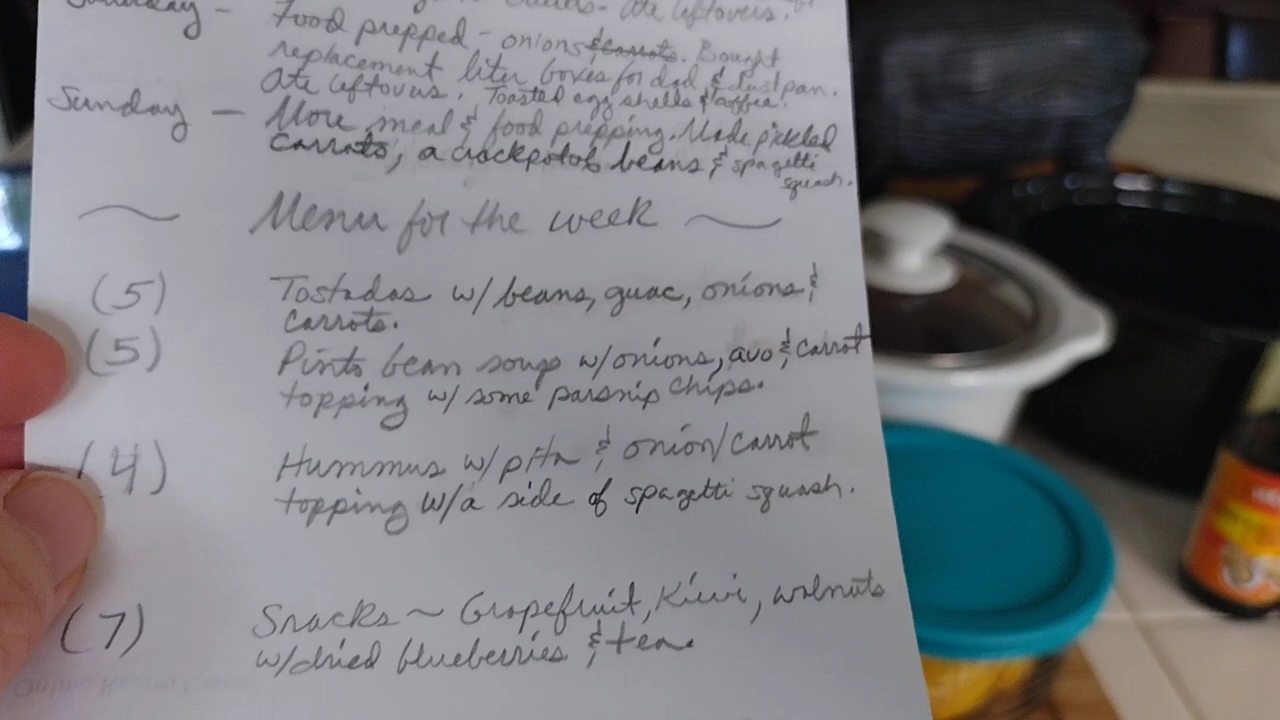 Saturday - ate leftovers.
Food prepped - onions & carrots. Bought
replacement liter boxes for dad & dustpan.
Ate leftovers. Toasted egg shells &
Sunday - More meal & food prepping. Made pickled
carrots, a crockpot of beans & spagetti
squash.
~ Menu for the week ~
(5) Tostadas w/ beans, guac, onions &
carrots.
(5) Pinto bean soup w/ onions, avo & carrot
topping w/ some parsnip chips.
(4) Hummus w/ pita & onion/carrot
topping w/ a side of spagetti squash.
(7) Snacks ~ Grapefruit, Kiwi, walnuts
w/ dried blueberries & tea.